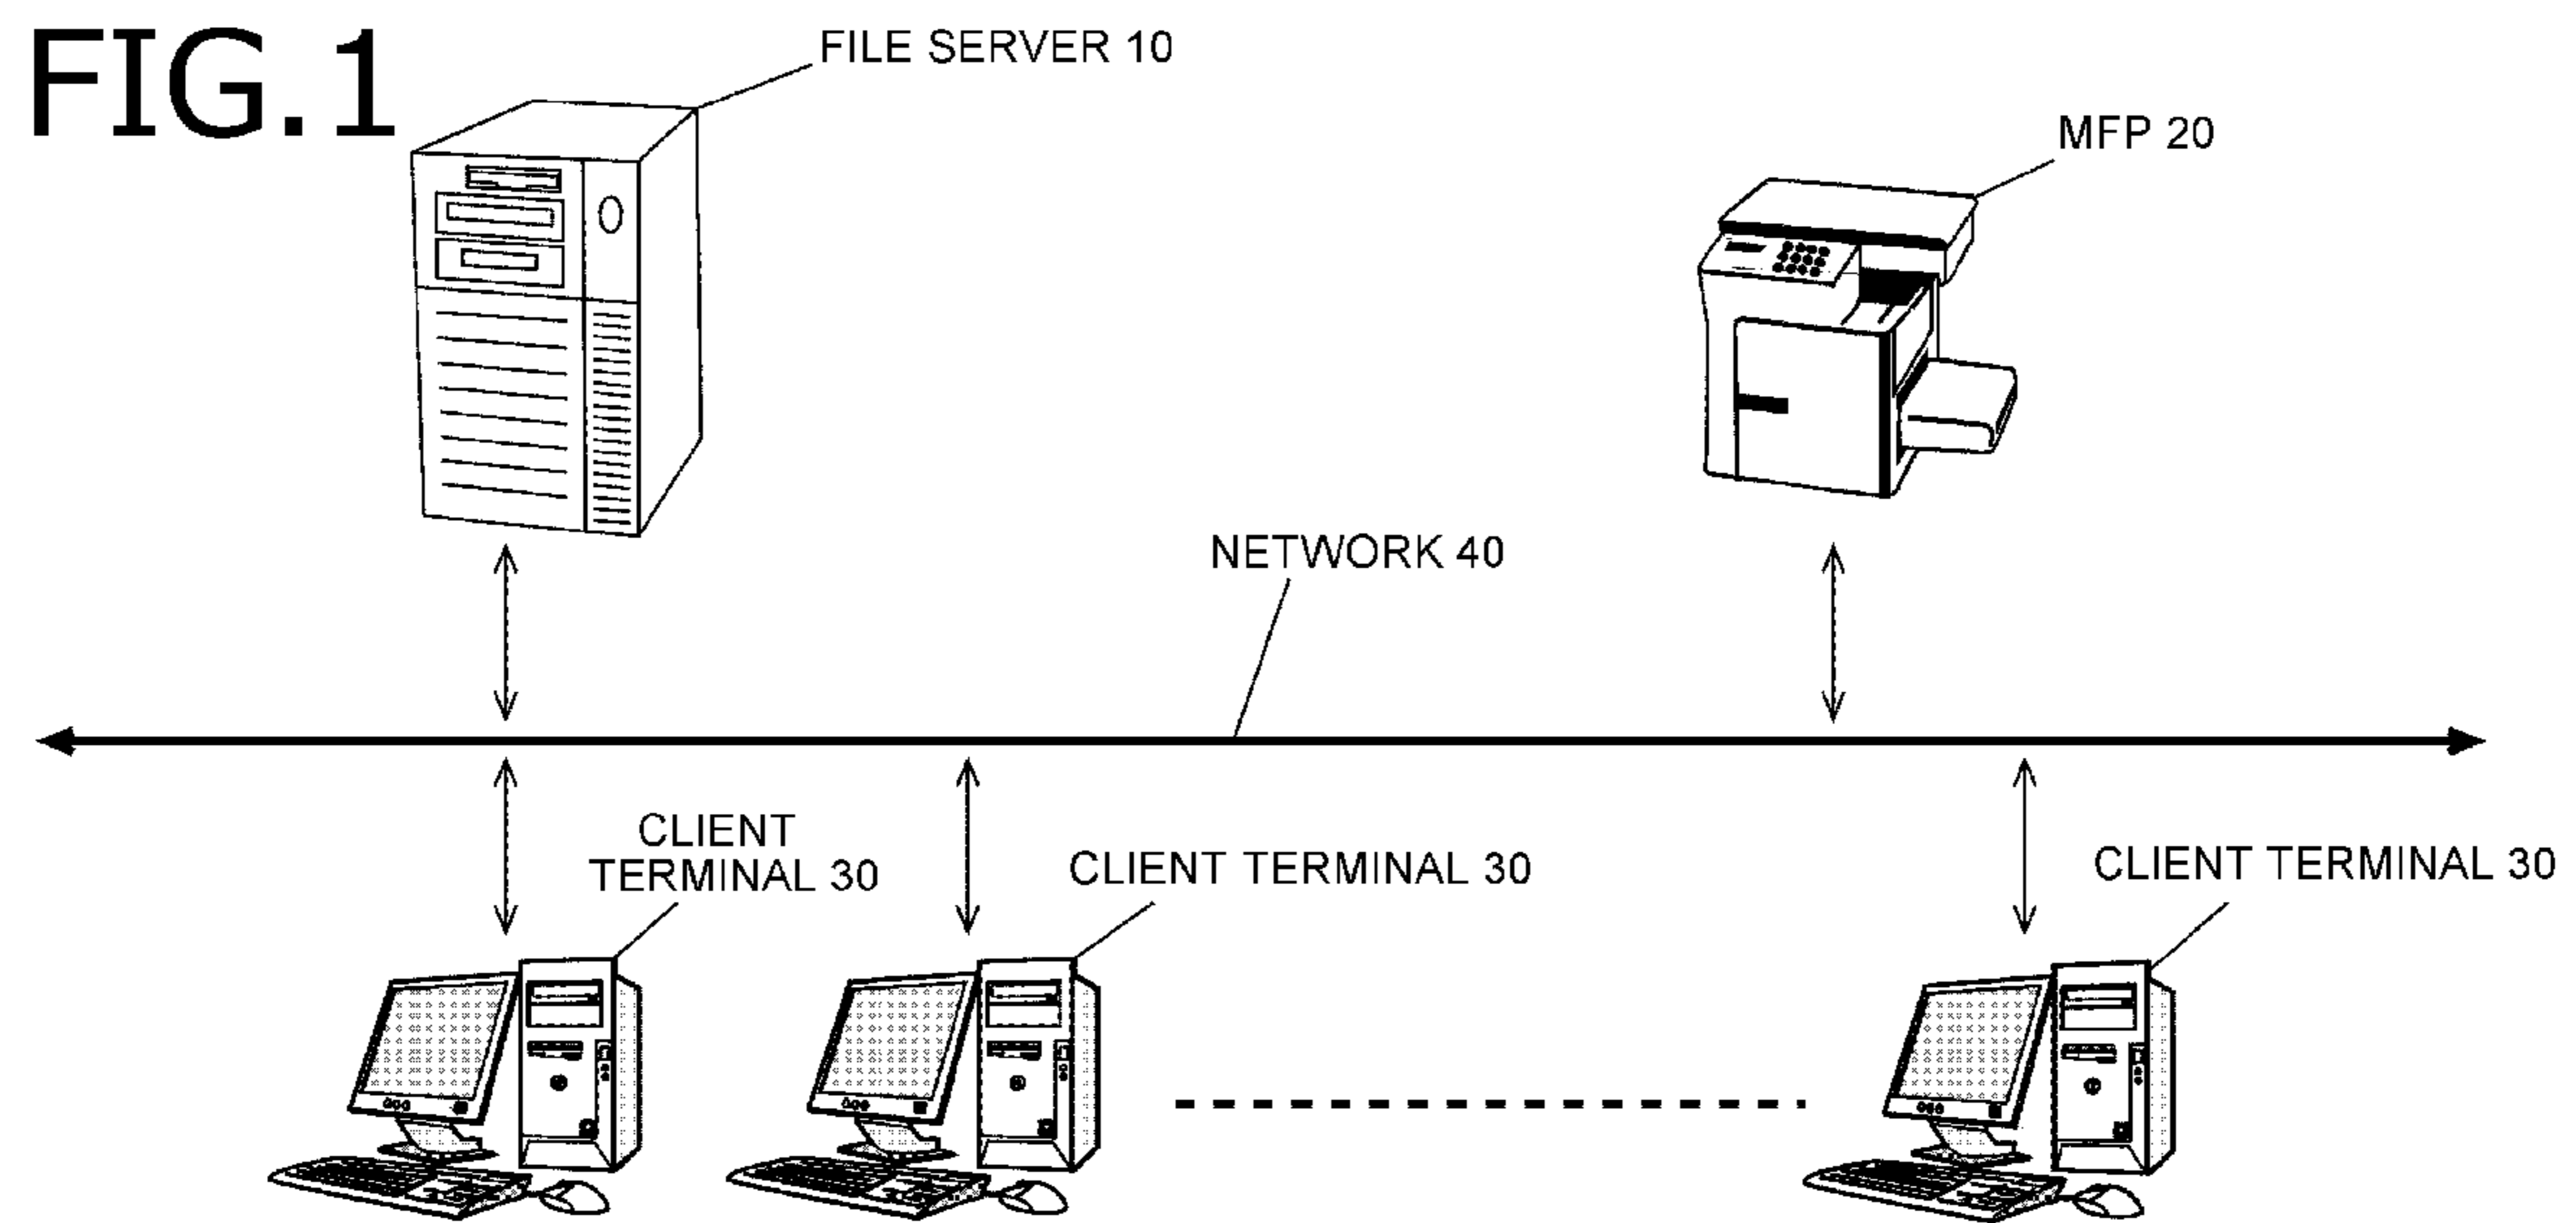 FIG.1
FILE SERVER 10
MFP 20
NETWORK 40
CLIENT
TERMINAL 30
CLIENT TERMINAL 30
CLIENT TERMINAL 30